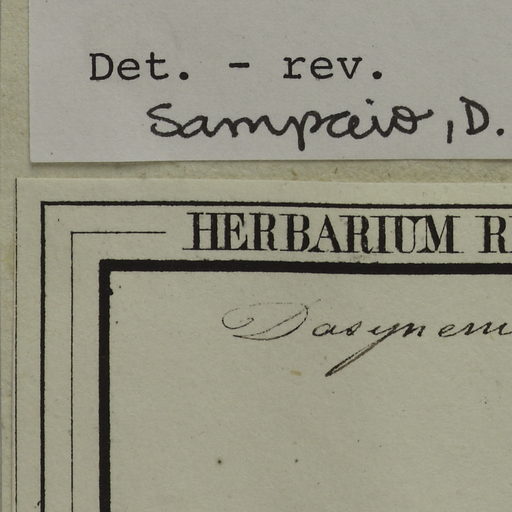 Det. - rev.
Sampaio, D.
HERBARIUM